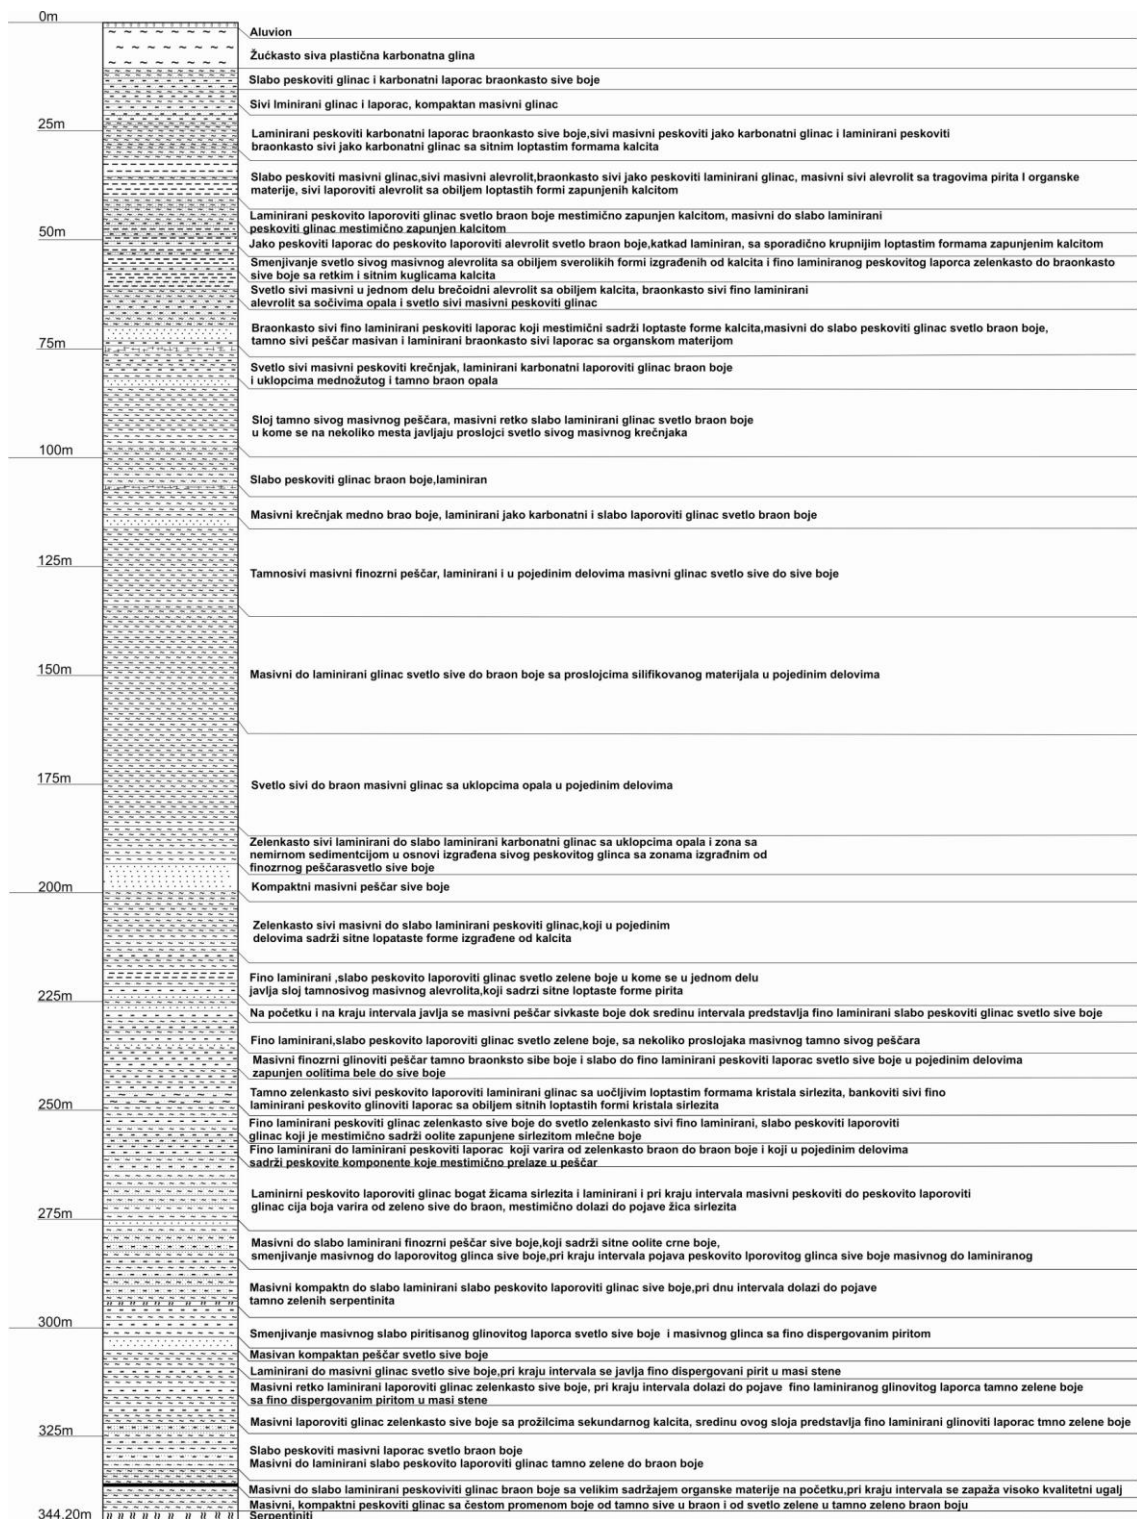 0m
Aluvion
Žućkasto siva plastična karbonatna glina
Slabo peskoviti glinac i karbonatni laporac braonkasto sive boje
Sivi lminirani glinac i laporac, kompaktan masivni glinac
25m
Laminirani peskoviti karbonatni laporac braonkasto sive boje,sivi masivni peskoviti jako karbonatni glinac i laminirani peskoviti
braonkasto sivi jako karbonatni glinac sa sitnim loptastim formama kalcita
Slabo peskoviti masivni glinac,sivi masivni alevrolit,braonkasto sivi jako peskoviti laminirani glinac, masivni sivi alevrolit sa tragovima pirita I organske
materije, sivi laporoviti alevrolit sa obiljem loptastih formi zapunjenih kalcitom
Laminirani peskovito laporoviti glinac svetlo braon boje mestimično zapunjen kalcitom, masivni do slabo laminirani
peskoviti glinac mestimično zapunjen kalcitom
50m
Jako peskoviti laporac do peskovito laporoviti alevrolit svetlo braon boje,katkad laminiran, sa sporadično krupnijim loptastim formama zapunjenim kalcitom
Smenjivanje svetlo sivog masivnog alevrolita sa obiljem sverolikih formi izgrađenih od kalcita i fino laminiranog peskovitog laporca zelenkasto do braonkasto
sive boje sa retkim i sitnim kuglicama kalcita
Svetlo sivi masivni u jednom delu brečoidni alevrolit sa obiljem kalcita, braonkasto sivi fino laminirani
alevrolit sa sočivima opala i svetlo sivi masivni peskoviti glinac
Braonkasto sivi fino laminirani peskoviti laporac koji mestimični sadrži loptaste forme kalcita,masivni do slabo peskoviti glinac svetlo braon boje,
tamno sivi peščar masivan i laminirani braonkasto sivi laporac sa organskom materijom
75m
Svetlo sivi masivni peskoviti krečnjak, laminirani karbonatni laporoviti glinac braon boje
i uklopcima mednožutog i tamno braon opala
Sloj tamno sivog masivnog peščara, masivni retko slabo laminirani glinac svetlo braon boje
u kome se na nekoliko mesta javljaju proslojci svetlo sivog masivnog krečnjaka
100m
Slabo peskoviti glinac braon boje,laminiran
Masivni krečnjak medno brao boje, laminirani jako karbonatni i slabo laporoviti glinac svetlo braon boje
125m
Tamnosivi masivni finozrni peščar, laminirani i u pojedinim delovima masivni glinac svetlo sive do sive boje
150m
Masivni do laminirani glinac svetlo sive do braon boje sa proslojcima silifikovanog materijala u pojedinim delovima
175m
Svetlo sivi do braon masivni glinac sa uklopcima opala u pojedinim delovima
Zelenkasto sivi laminirani do slabo laminirani karbonatni glinac sa uklopcima opala i zona sa
nemirnom sedimentcijom u osnovi izgrađena sivog peskovitog glinca sa zonama izgrađnim od
finozrnog peščarasvetlo sive boje
200m
Kompaktni masivni peščar sive boje
Zelenkasto sivi masivni do slabo laminirani peskoviti glinac,koji u pojedinim
delovima sadrži sitne lopataste forme izgrađene od kalcita
Fino laminirani ,slabo peskovito laporoviti glinac svetlo zelene boje u kome se u jednom delu
javlja sloj tamnosivog masivnog alevrolita,koji sadrzi sitne loptaste forme pirita
225m
Na početku i na kraju intervala javlja se masivni peščar sivkaste boje dok sredinu intervala predstavlja fino laminirani slabo peskoviti glinac svetlo sive boje
Fino laminirani,slabo peskovito laporoviti glinac svetlo zelene boje, sa nekoliko proslojaka masivnog tamno sivog peščara
Masivni finozrni glinoviti peščar tamno braonksto sibe boje i slabo do fino laminirani peskoviti laporac svetlo sive boje u pojedinim delovima
zapunjen oolitima bele do sive boje
Tamno zelenkasto sivi peskovito laporoviti laminirani glinac sa uočljivim loptastim formama kristala sirlezita, bankoviti sivi fino
laminirani peskovito glinoviti laporac sa obiljem sitnih loptastih formi kristala sirlezita
250m
Fino laminirani peskoviti glinac zelenkasto sive boje do svetlo zelenkasto sivi fino laminirani, slabo peskoviti laporoviti
glinac koji je mestimično sadrži oolite zapunjene sirlezitom mlečne boje
Fino laminirani do laminirani peskoviti laporac koji varira od zelenkasto braon do braon boje i koji u pojedinim delovima
sadrži peskovite komponente koje mestimično prelaze u peščar
Laminirni peskovito laporoviti glinac bogat žicama sirlezita i laminirani i pri kraju intervala masivni peskoviti do peskovito laporoviti
glinac cija boja varira od zeleno sive do braon, mestimično dolazi do pojave žica sirlezita
275m
Masivni do slabo laminirani finozrni peščar sive boje,koji sadrži sitne oolite crne boje,
smenjivanje masivnog do laporovitog glinca sive boje,pri kraju intervala pojava peskovito lporovitog glinca sive boje masivnog do laminiranog
Masivni kompaktn do slabo laminirani slabo peskovito laporoviti glinac sive boje,pri dnu intervala dolazi do pojave
tamno zelenih serpentinita
300m
Smenjivanje masivnog slabo piritisanog glinovitog laporca svetlo sive boje i masivnog glinca sa fino dispergovanim piritom
Masivan kompaktan peščar svetlo sive boje
Laminirani do masivni glinac svetlo sive boje,pri kraju intervala se javlja fino dispergovani pirit u masi stene
Masivni retko laminirani laporoviti glinac zelenkasto sive boje, pri kraju intervala dolazi do pojave fino laminiranog glinovitog laporca tamno zelene boje
sa fino dispergovanim piritom u masi stene
Masivni laporoviti glinac zelenkasto sive boje sa prožilcima sekundarnog kalcita, sredinu ovog sloja predstavlja fino laminirani glinoviti laporac tmno zelene boje
325m
Slabo peskoviti masivni laporac svetlo braon boje
Masivni do laminirani slabo peskovito laporoviti glinac tamno zelene do braon boje
Masivni do slabo laminirani peskoviviti glinac braon boje sa velikim sadržajem organske materije na početku,pri kraju intervala se zapaža visoko kvalitetni ugalj
Masivni, kompaktni peskoviti glinac sa čestom promenom boje od tamno sive u braon i od svetlo zelene u tamno zeleno braon boju
344,20m
Serpentiniti